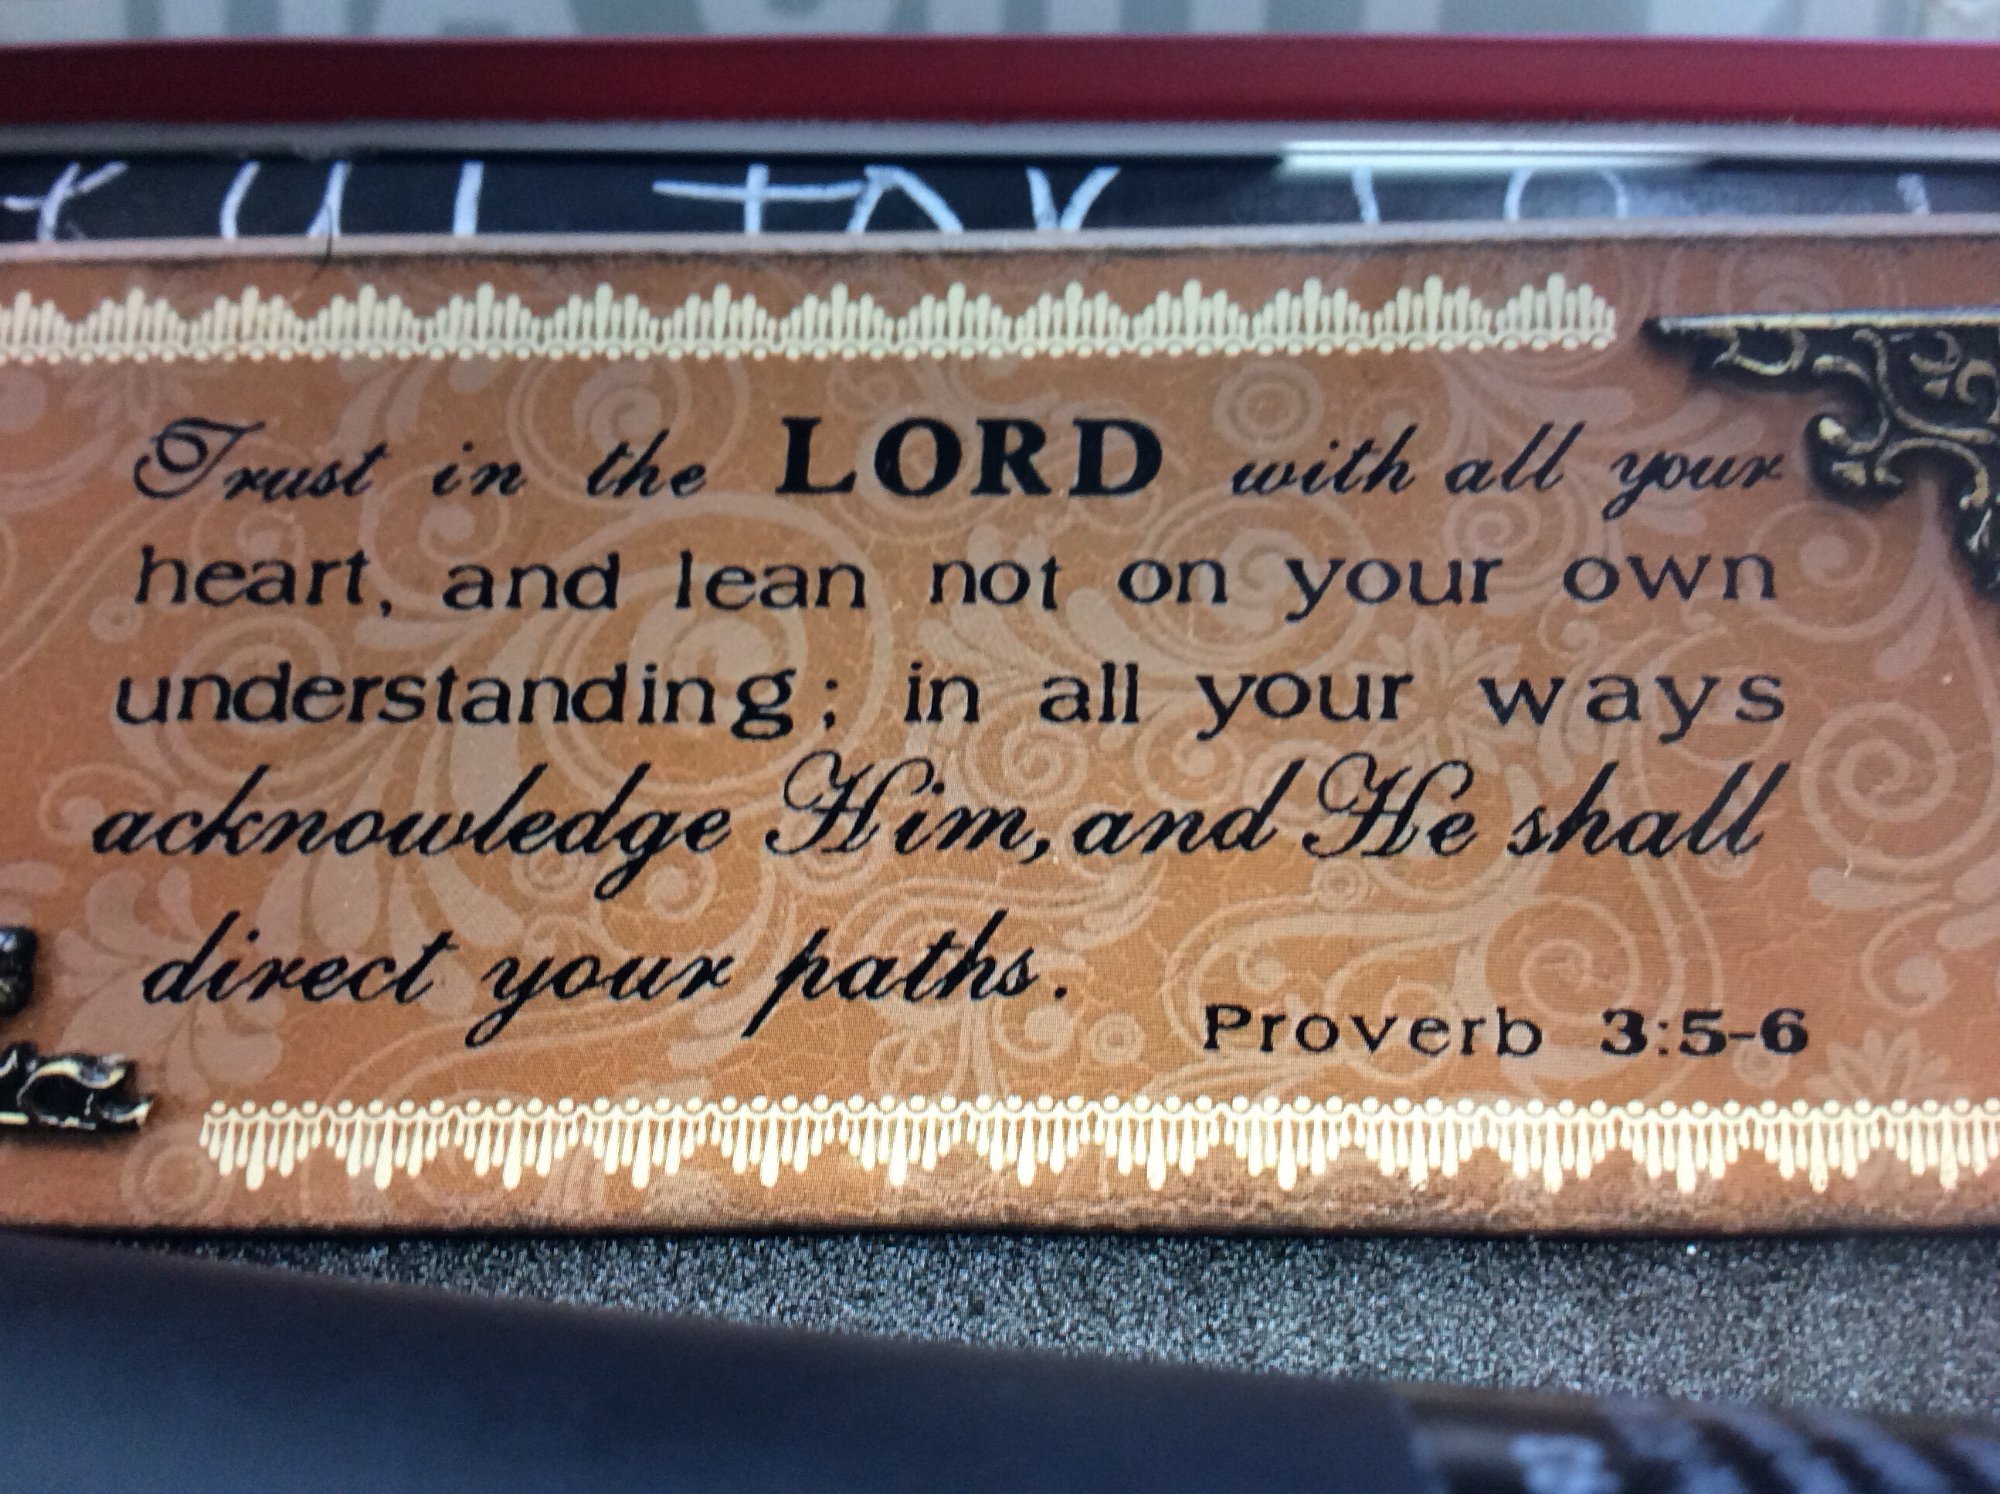 Trust in the LORD with all your
heart, and lean not on your own
understanding; in all your ways
acknowledge Him, and He shall
direct your paths.
Proverb 3:5-6